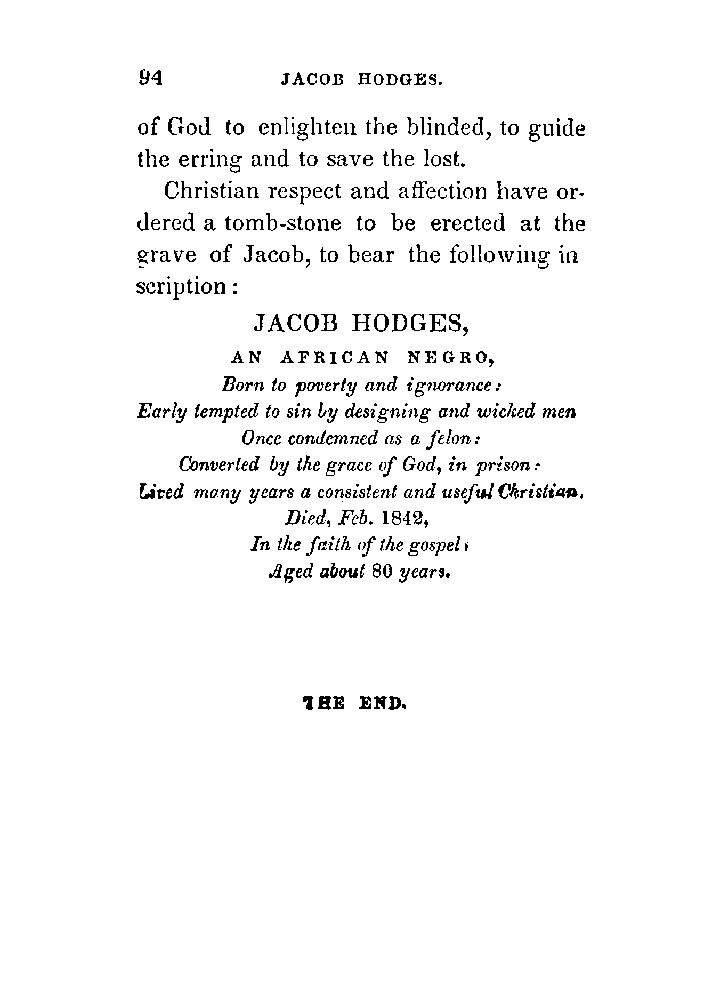 94 JACOB HODGES.
of God to enlighten the blinded, to guide
the erring and to save the lost.
Christian respect and affection have or-
dered a tomb-stone to be erected at the
grave of Jacob, to bear the following in
scription :
JACOB HODGES,
AN AFRICAN NEGRO,
Born to poverty and ignorance :
Early tempted to sin by designing and wicked men
Once condemned as a felon :
Converted by the grace of God, in prison :
Lived many years a consistent and useful Christian.
Died, Feb. 1842,
In the faith of the gospel ;
Aged about 80 years.
THE END.